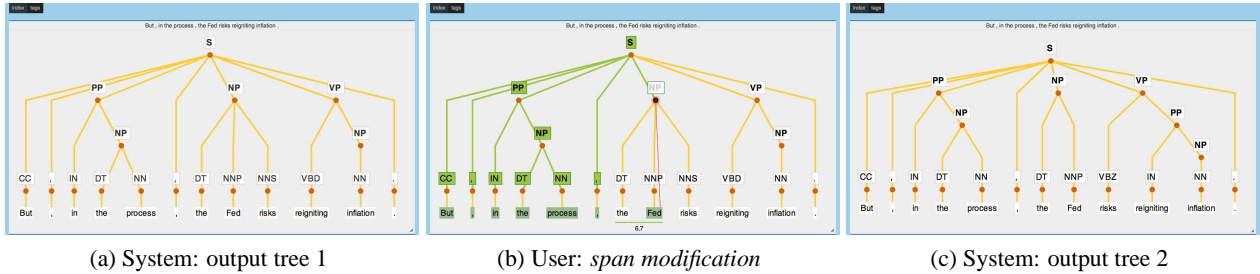 index tags
But , in the process , the Fed risks reigniting inflation .
S
PP NP VP
NP NP
CC , IN DT NN , DT NNP NNS VBD NN .
But , in the process , the Fed risks reigniting inflation .
(a) System: output tree 1
index tags
But , in the process , the Fed risks reigniting inflation .
S
PP NP VP
NP NP
CC , IN DT NN , DT NNP NNS VBD NN .
But , in the process , the Fed risks reigniting inflation .
6,7
(b) User: span modification
index tags
But , in the process , the Fed risks reigniting inflation .
S
PP NP VP
NP PP
NP
CC , IN DT NN , DT NNP VBZ IN NN .
But , in the process , the Fed risks reigniting inflation .
(c) System: output tree 2